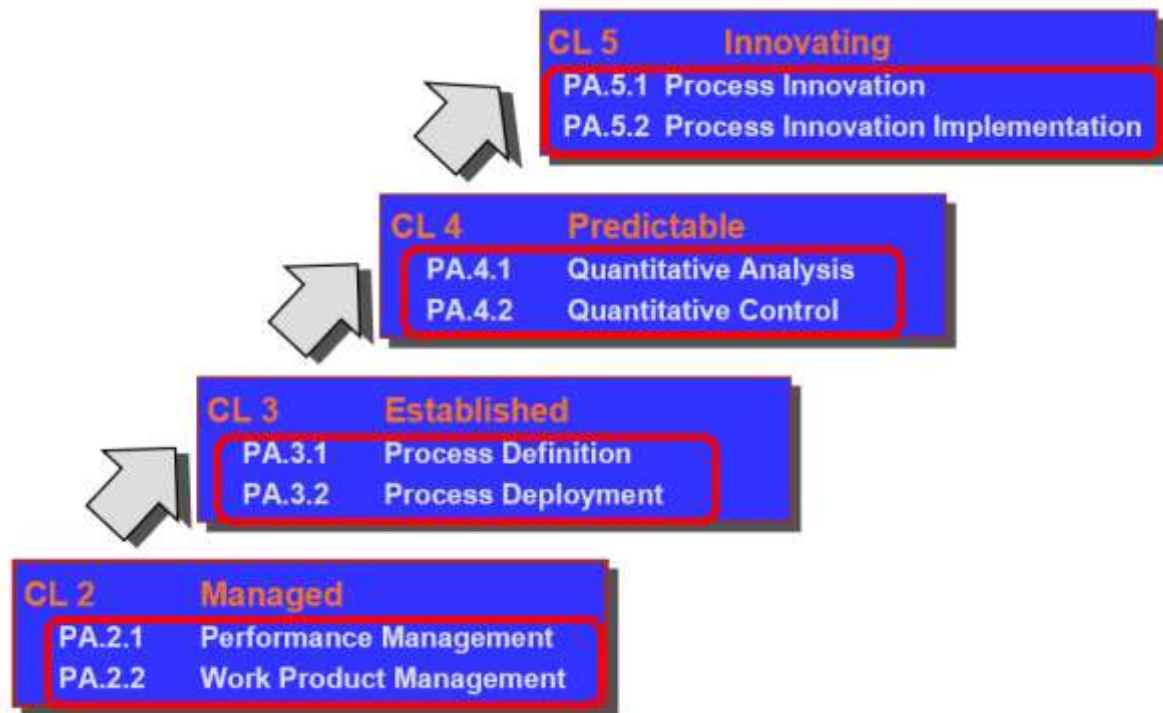 CL 5 Innovating
PA.5.1 Process Innovation
PA.5.2 Process Innovation Implementation
CL 4 Predictable
PA.4.1 Quantitative Analysis
PA.4.2 Quantitative Control
CL 3 Established
PA.3.1 Process Definition
PA.3.2 Process Deployment
CL 2 Managed
PA.2.1 Performance Management
PA.2.2 Work Product Management